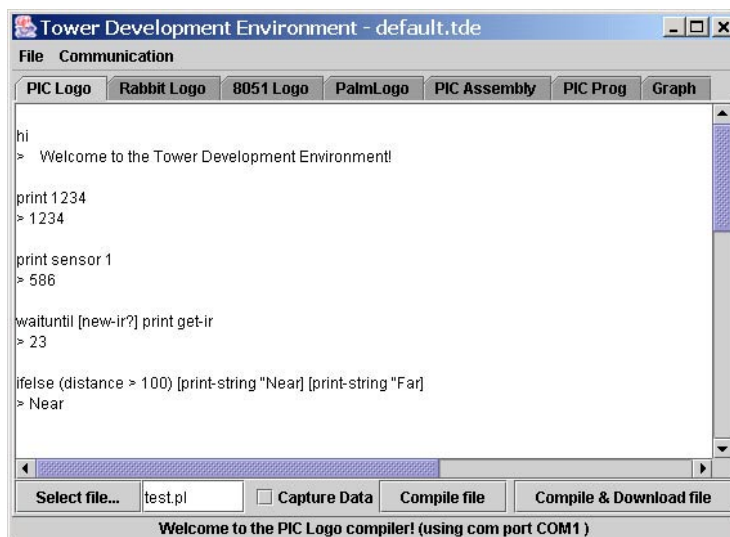 Tower Development Environment - default.tde
File Communication
PIC Logo Rabbit Logo 8051 Logo PalmLogo PIC Assembly PIC Prog Graph
hi
> Welcome to the Tower Development Environment!
print 1234
> 1234
print sensor 1
> 586
waituntil [new-ir?] print get-ir
> 23
ifelse (distance > 100) [print-string "Near] [print-string "Far]
> Near
Select file... test.pl Capture Data Compile file Compile & Download file
Welcome to the PIC Logo compiler! (using com port COM1 )